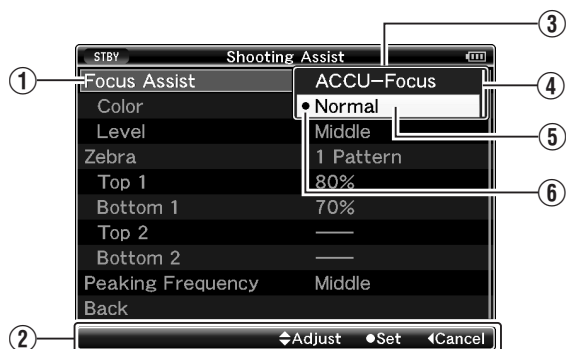 STBY Shooting Assist
Focus Assist ACCU-Focus
Color ●Normal
Level Middle
Zebra 1 Pattern
Top 1 80%
Bottom 1 70%
Top 2 ——
Bottom 2 ——
Peaking Frequency Middle
Back
Adjust ●Set ◀Cancel
①
②
③
④
⑤
⑥